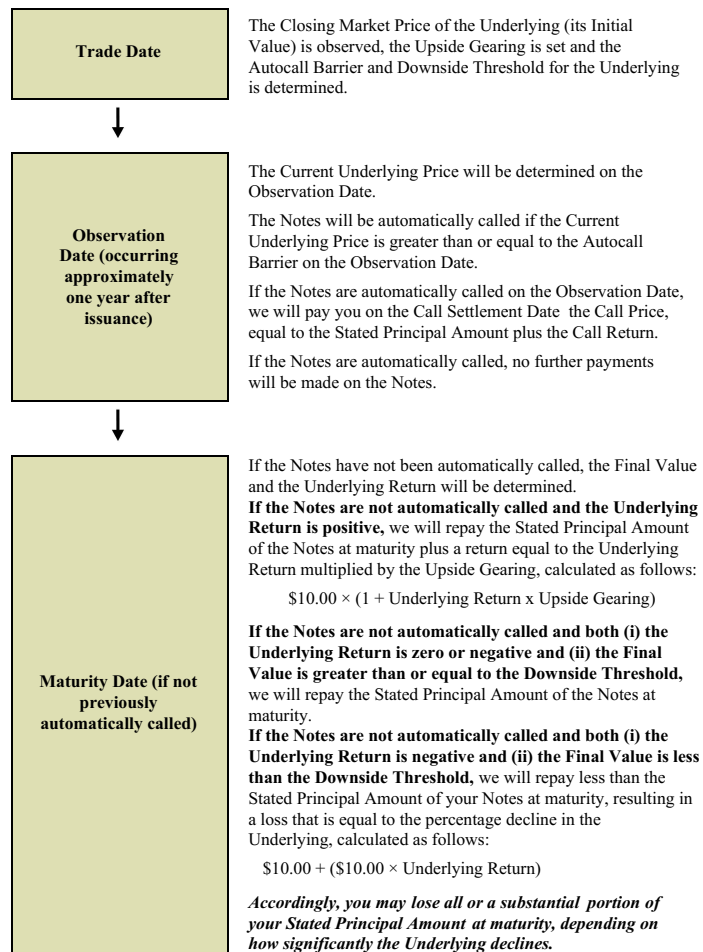 Trade Date
The Closing Market Price of the Underlying (its Initial
Value) is observed, the Upside Gearing is set and the
Autocall Barrier and Downside Threshold for the Underlying
is determined.
Observation
Date (occurring
approximately
one year after
issuance)
The Current Underlying Price will be determined on the
Observation Date.
The Notes will be automatically called if the Current
Underlying Price is greater than or equal to the Autocall
Barrier on the Observation Date.
If the Notes are automatically called on the Observation Date,
we will pay you on the Call Settlement Date the Call Price,
equal to the Stated Principal Amount plus the Call Return.
If the Notes are automatically called, no further payments
will be made on the Notes.
Maturity Date (if not
previously
automatically called)
If the Notes have not been automatically called, the Final Value
and the Underlying Return will be determined.
If the Notes are not automatically called and the Underlying
Return is positive, we will repay the Stated Principal Amount
of the Notes at maturity plus a return equal to the Underlying
Return multiplied by the Upside Gearing, calculated as follows:
$10.00 × (1 + Underlying Return x Upside Gearing)
If the Notes are not automatically called and both (i) the
Underlying Return is zero or negative and (ii) the Final
Value is greater than or equal to the Downside Threshold,
we will repay the Stated Principal Amount of the Notes at
maturity.
If the Notes are not automatically called and both (i) the
Underlying Return is negative and (ii) the Final Value is less
than the Downside Threshold, we will repay less than the
Stated Principal Amount of your Notes at maturity, resulting in
a loss that is equal to the percentage decline in the
Underlying, calculated as follows:
$10.00 + ($10.00 × Underlying Return)
Accordingly, you may lose all or a substantial portion of
your Stated Principal Amount at maturity, depending on
how significantly the Underlying declines.